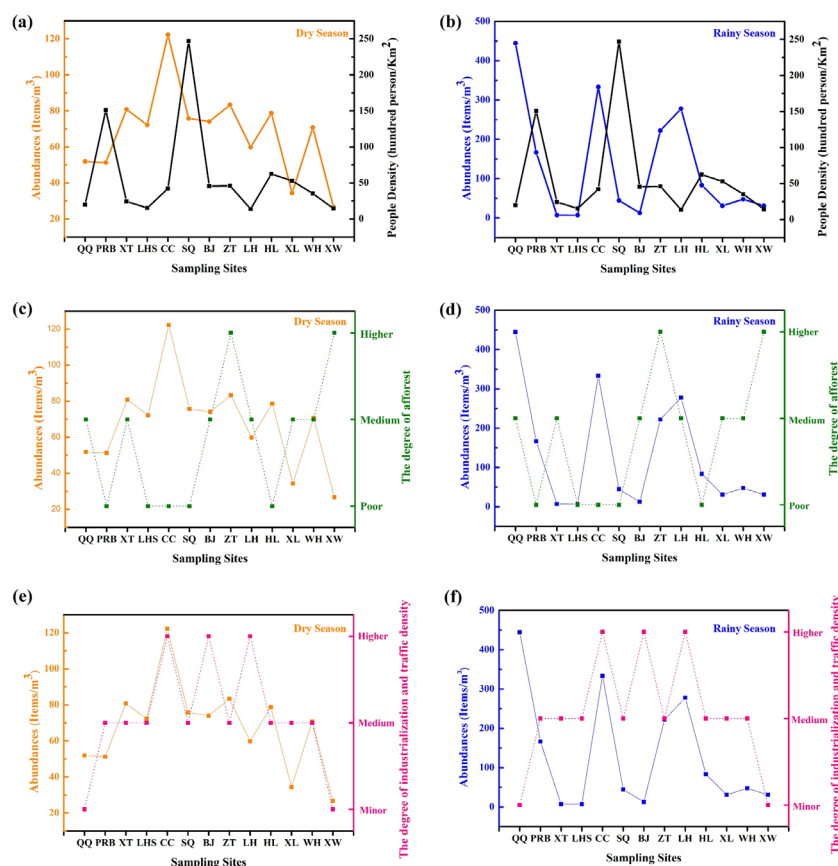 (a)
Dry Season
Abundances (Items/m³)
120
100
80
60
40
20
250
200
150
100
50
0
People Density (hundred person/Km²)
QQ PRB XT LHS CC SQ BJ ZT LH HL XL WH XW
Sampling Sites
(b)
Rainy Season
Abundances (Items/m³)
500
400
300
200
100
0
250
200
150
100
50
0
People Density (hundred person/Km²)
QQ PRB XT LHS CC SQ BJ ZT LH HL XL WH XW
Sampling Sites
(c)
Dry Season
Abundances (Items/m³)
120
100
80
60
40
20
Higher
Medium
Poor
The degree of afforest
QQ PRB XT LHS CC SQ BJ ZT LH HL XL WH XW
Sampling Sites
(d)
Rainy Season
Abundances (Items/m³)
500
400
300
200
100
0
Higher
Medium
Poor
The degree of afforest
QQ PRB XT LHS CC SQ BJ ZT LH HL XL WH XW
Sampling Sites
(e)
Dry Season
Abundances (Items/m³)
120
100
80
60
40
20
Higher
Medium
Minor
The degree of industrialization and traffic density
QQ PRB XT LHS CC SQ BJ ZT LH HL XL WH XW
Sampling Sites
(f)
Rainy Season
Abundances (Items/m³)
500
400
300
200
100
0
Higher
Medium
Minor
The degree of industrialization and traffic density
QQ PRB XT LHS CC SQ BJ ZT LH HL XL WH XW
Sampling Sites